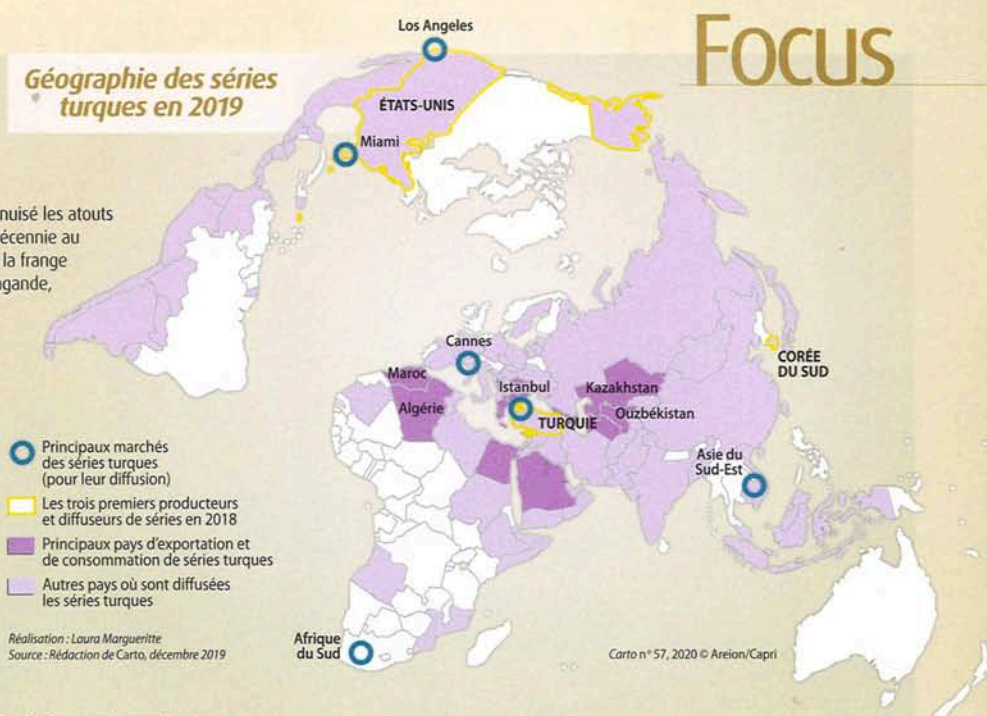 Focus
Géographie des séries
turques en 2019
nuisé les atouts
écennie au
la frange
gande,
Los Angeles
ÉTATS-UNIS
Miami
Cannes
Maroc
Algérie
Istanbul
TURQUIE
Kazakhstan
Ouzbékistan
CORÉE
DU SUD
Asie du
Sud-Est
Afrique
du Sud
Principaux marchés
des séries turques
(pour leur diffusion)
Les trois premiers producteurs
et diffuseurs de séries en 2018
Principaux pays d'exportation et
de consommation de séries turques
Autres pays où sont diffusées
les séries turques
Réalisation : Laura Margueritte
Source : Rédaction de Carto, décembre 2019
Carto n° 57, 2020 © Areion/Capri